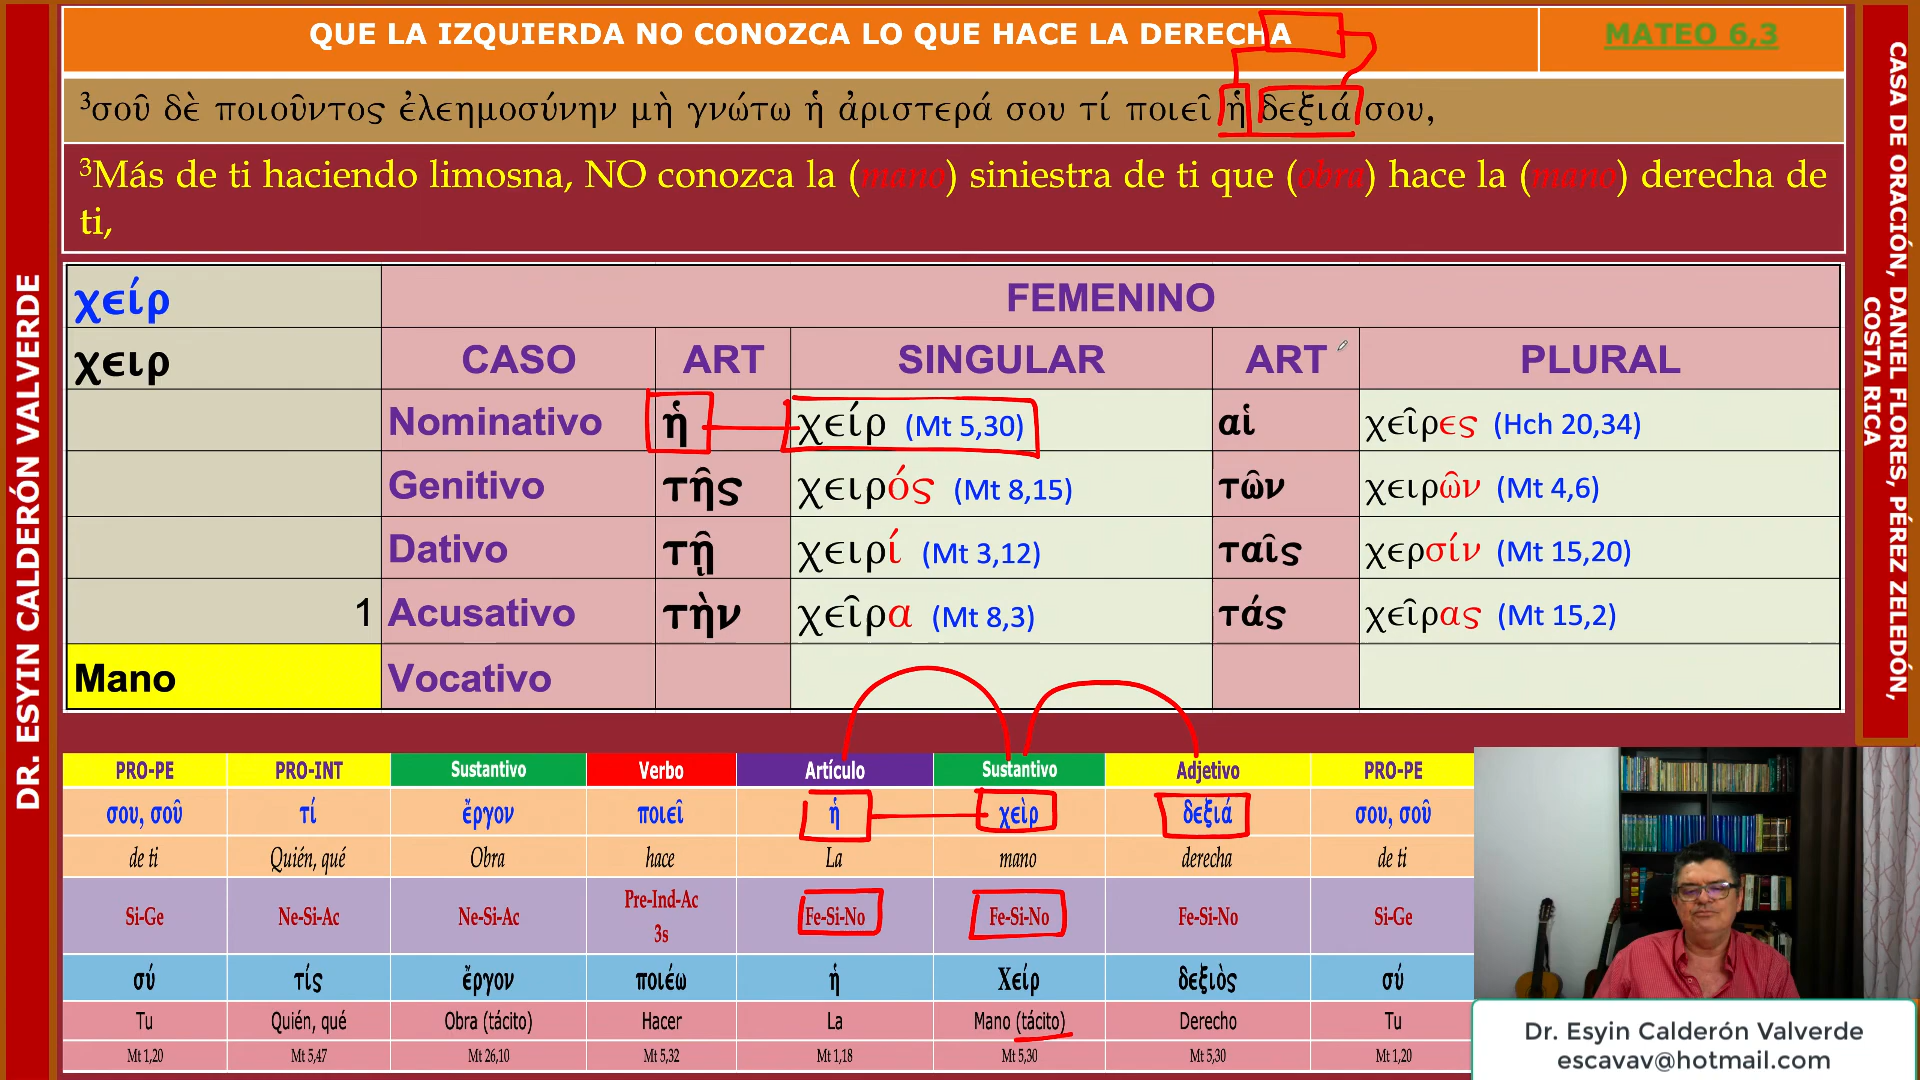 QUE LA IZQUIERDA NO CONOZCA LO QUE HACE LA DERECHA
MATEO 6,3
³σοῦ δὲ ποιοῦντος ἐλεημοσύνην μὴ γνώτω ἡ ἀριστερά σου τί ποιεῖ ἡ δεξιά σου,
³Más de ti haciendo limosna, NO conozca la (mano) siniestra de ti que (obra) hace la (mano) derecha de
ti,
χείρ FEMENINO
χειρ CASO ART SINGULAR ART PLURAL
Nominativo ἡ χείρ (Mt 5,30) αἱ χεῖρες (Hch 20,34)
Genitivo τῆς χειρός (Mt 8,15) τῶν χειρῶν (Mt 4,6)
Dativo τῇ χειρί (Mt 3,12) ταῖς χερσίν (Mt 15,20)
1 Acusativo τὴν χεῖρα (Mt 8,3) τάς χεῖρας (Mt 15,2)
Mano Vocativo
PRO-PE PRO-INT Sustantivo Verbo Artículo Sustantivo Adjetivo PRO-PE
σου, σοῦ τί ἔργον ποιεῖ ἡ χεὶρ δεξιά σου, σοῦ
de ti Quién, qué Obra hace La mano derecha de ti
Si-Ge Ne-Si-Ac Ne-Si-Ac Pre-Ind-Ac 3s Fe-Si-No Fe-Si-No Fe-Si-No Si-Ge
σύ τίς ἔργον ποιέω ἡ Χείρ δεξιὸς σύ
Tu Quién, qué Obra (tácito) Hacer La Mano (tácito) Derecho Tu
Mt 1,20 Mt 5,47 Mt 26,10 Mt 5,32 Mt 1,18 Mt 5,30 Mt 5,30 Mt 1,20
DR. ESYIN CALDERÓN VALVERDE
CASA DE ORACIÓN, DANIEL FLORES, PÉREZ ZELEDÓN,
COSTA RICA
Dr. Esyin Calderón Valverde
escavav@hotmail.com